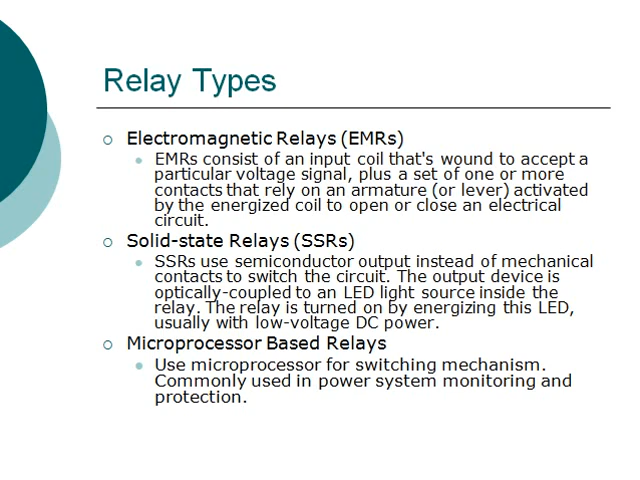 Relay Types
Electromagnetic Relays (EMRs)
EMRs consist of an input coil that's wound to accept a
particular voltage signal, plus a set of one or more
contacts that rely on an armature (or lever) activated
by the energized coil to open or close an electrical
circuit.
Solid-state Relays (SSRs)
SSRs use semiconductor output instead of mechanical
contacts to switch the circuit. The output device is
optically-coupled to an LED light source inside the
relay. The relay is turned on by energizing this LED,
usually with low-voltage DC power.
Microprocessor Based Relays
Use microprocessor for switching mechanism.
Commonly used in power system monitoring and
protection.